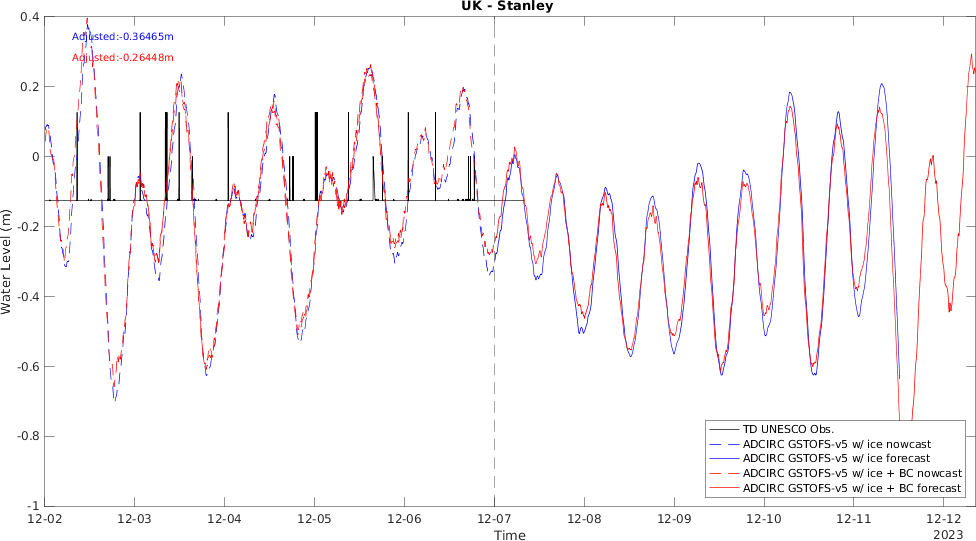 UK - Stanley
Adjusted:-0.36465m
Adjusted:-0.26448m
Water Level (m)
0.4
0.2
0
-0.2
-0.4
-0.6
-0.8
-1
12-02 12-03 12-04 12-05 12-06 12-07 12-08 12-09 12-10 12-11 12-12
2023
Time
TD UNESCO Obs.
ADCIRC GSTOFS-v5 w/ ice nowcast
ADCIRC GSTOFS-v5 w/ ice forecast
ADCIRC GSTOFS-v5 w/ ice + BC nowcast
ADCIRC GSTOFS-v5 w/ ice + BC forecast